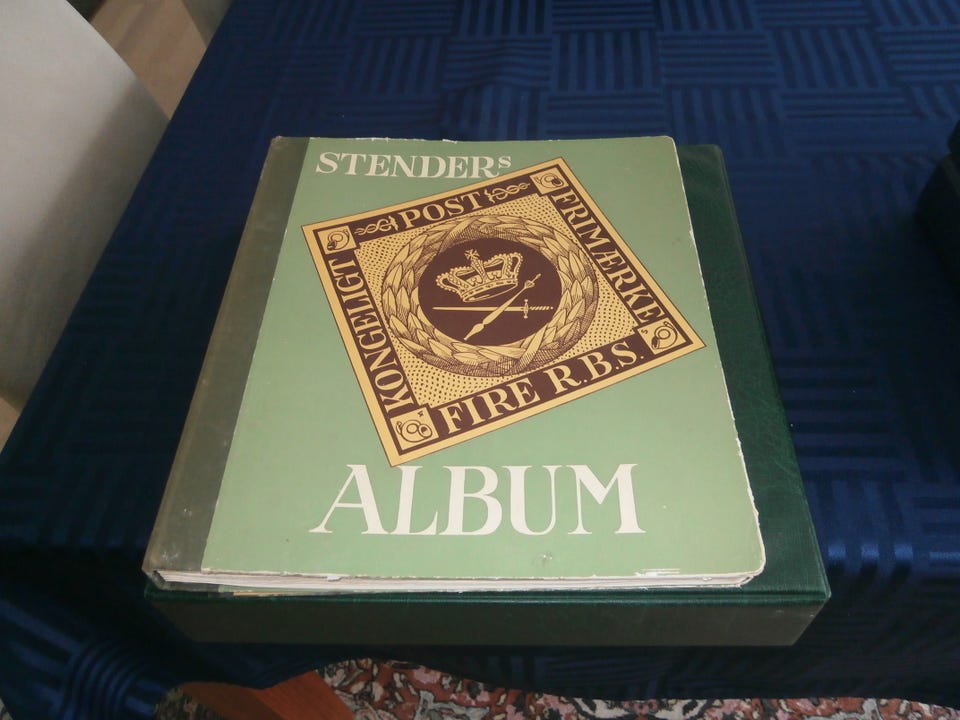 STENDERS
KONGELIGT
POST
FRIMÆRKE
FIRE R.B.S.
ALBUM